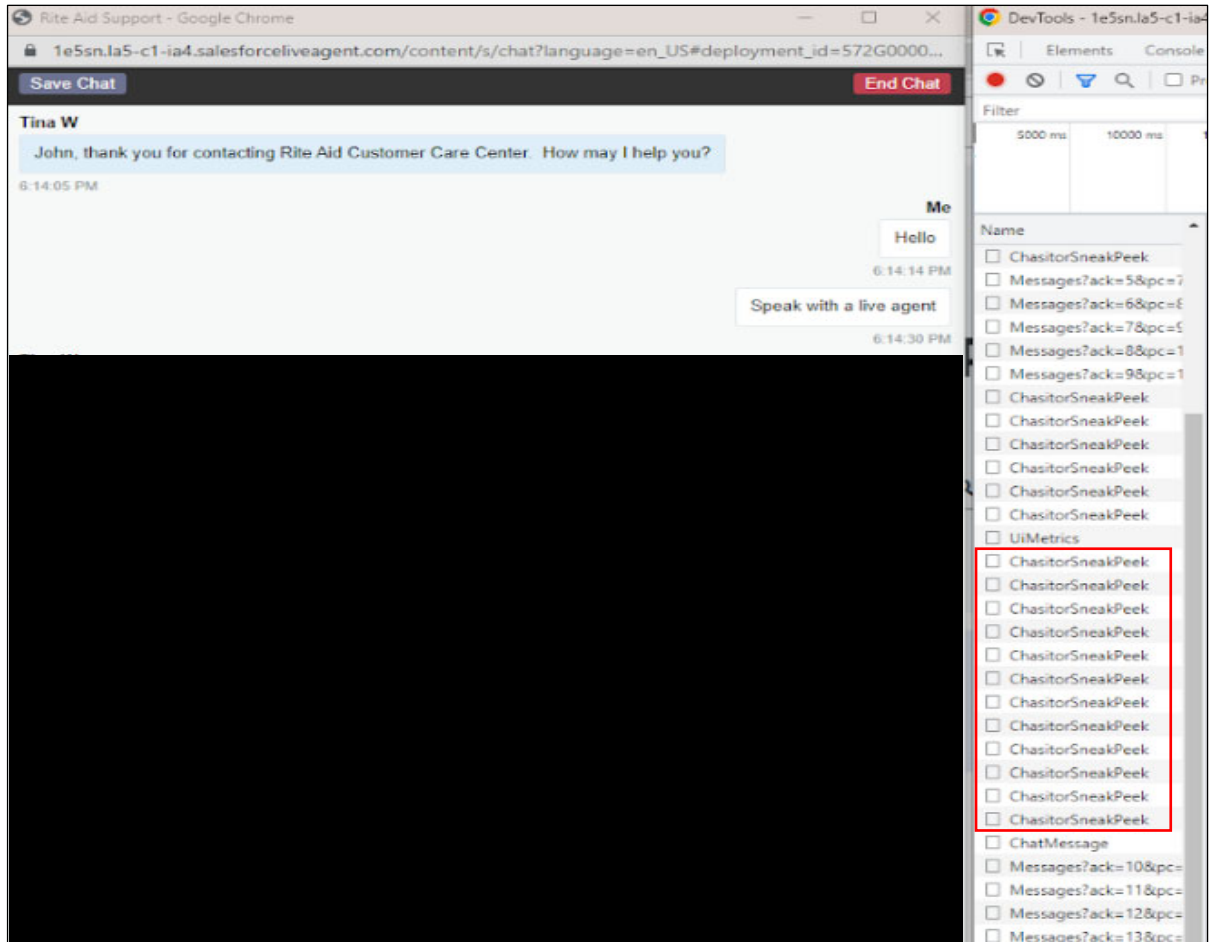 Rite Aid Support - Google Chrome
1e5sn.la5-c1-ia4.salesforceliveagent.com/content/s/chat?language=en_US#deployment_id=572G0000...
Save Chat
End Chat
Tina W
John, thank you for contacting Rite Aid Customer Care Center. How may I help you?
6:14:05 PM
Me
Hello
6:14:14 PM
Speak with a live agent
6:14:30 PM
DevTools - 1e5sn.la5-c1-ia4
Elements Console
Filter
5000 ms 10000 ms
Name
ChasitorSneakPeek
Messages?ack=5&pc=7
Messages?ack=6&pc=8
Messages?ack=7&pc=9
Messages?ack=8&pc=1
Messages?ack=9&pc=1
ChasitorSneakPeek
ChasitorSneakPeek
ChasitorSneakPeek
ChasitorSneakPeek
ChasitorSneakPeek
ChasitorSneakPeek
UiMetrics
ChasitorSneakPeek
ChasitorSneakPeek
ChasitorSneakPeek
ChasitorSneakPeek
ChasitorSneakPeek
ChasitorSneakPeek
ChasitorSneakPeek
ChasitorSneakPeek
ChasitorSneakPeek
ChasitorSneakPeek
ChasitorSneakPeek
ChasitorSneakPeek
ChatMessage
Messages?ack=10&pc=
Messages?ack=11&pc=
Messages?ack=12&pc=
Messages?ack=13&pc=